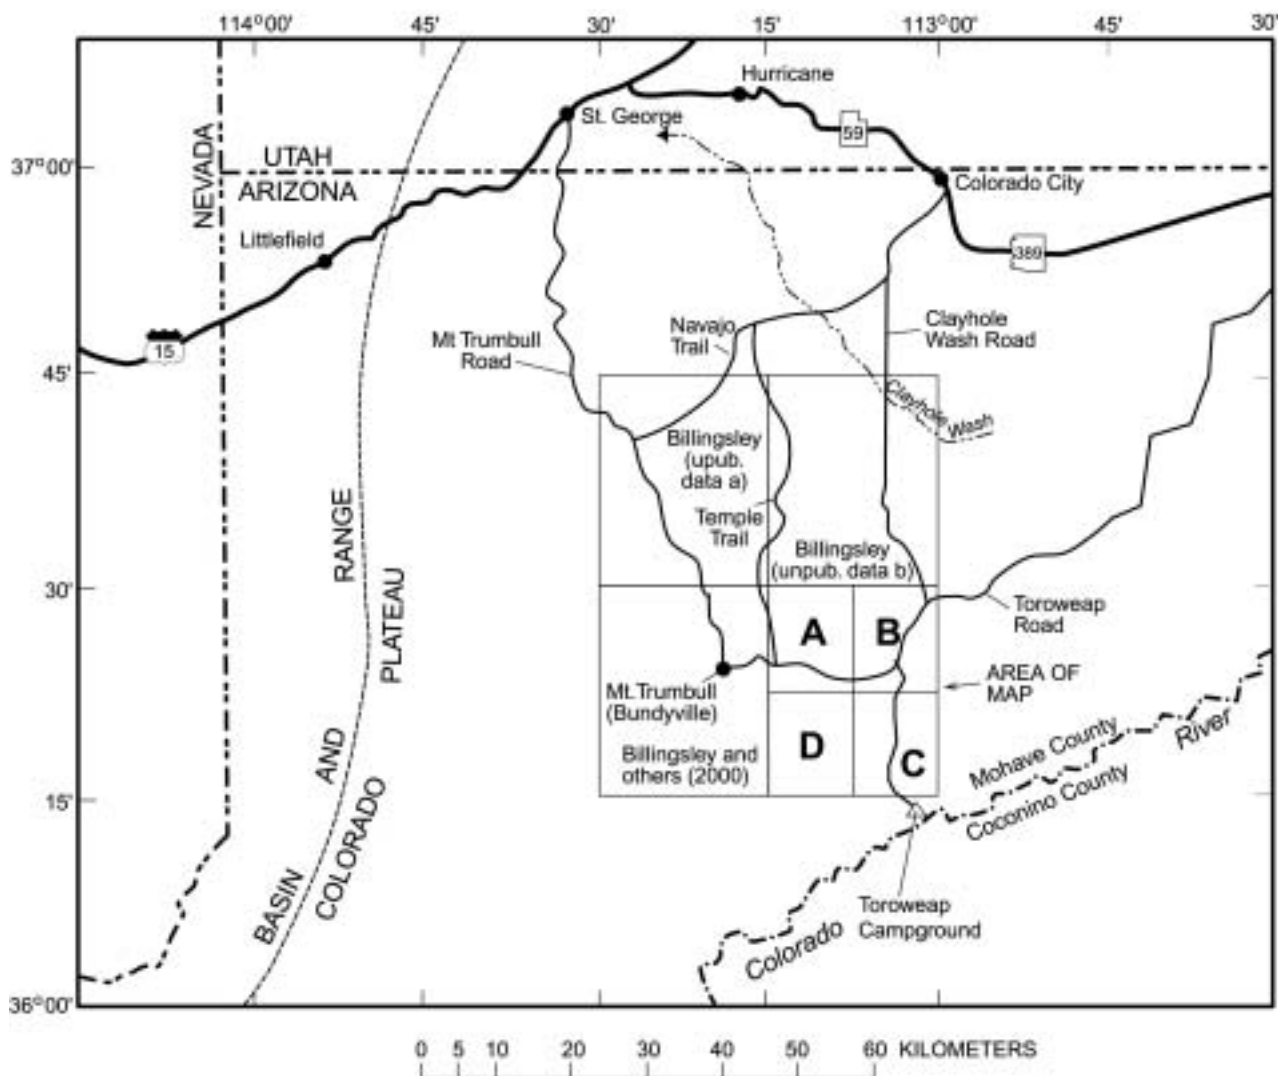 114°00'
45'
30'
15'
113°00'
45'
30'
Hurricane
St. George
59
37°00'
UTAH
ARIZONA
NEVADA
Colorado City
Littlefield
389
15
Mt Trumbull
Road
Navajo
Trail
Clayhole
Wash Road
45'
Clayhole
Wash
Billingsley
(upub.
data a)
Temple
Trail
Billingsley
(unpub. data b)
RANGE
PLATEAU
30'
A
B
Toroweap
Road
AREA OF
MAP
Mt. Trumbull
(Bundyville)
Billingsley and
others (2000)
D
C
AND
COLORADO
BASIN
Mohave County
Coconino County
River
15'
Toroweap
Campground
Colorado
36°00'
0 5 10 20 30 40 50 60 KILOMETERS